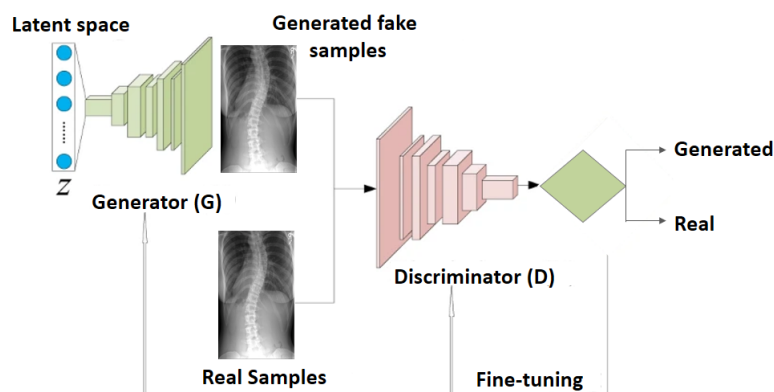 Latent space
Generated fake
samples
z
Generator (G)
Generated
Real
Discriminator (D)
Real Samples
Fine-tuning